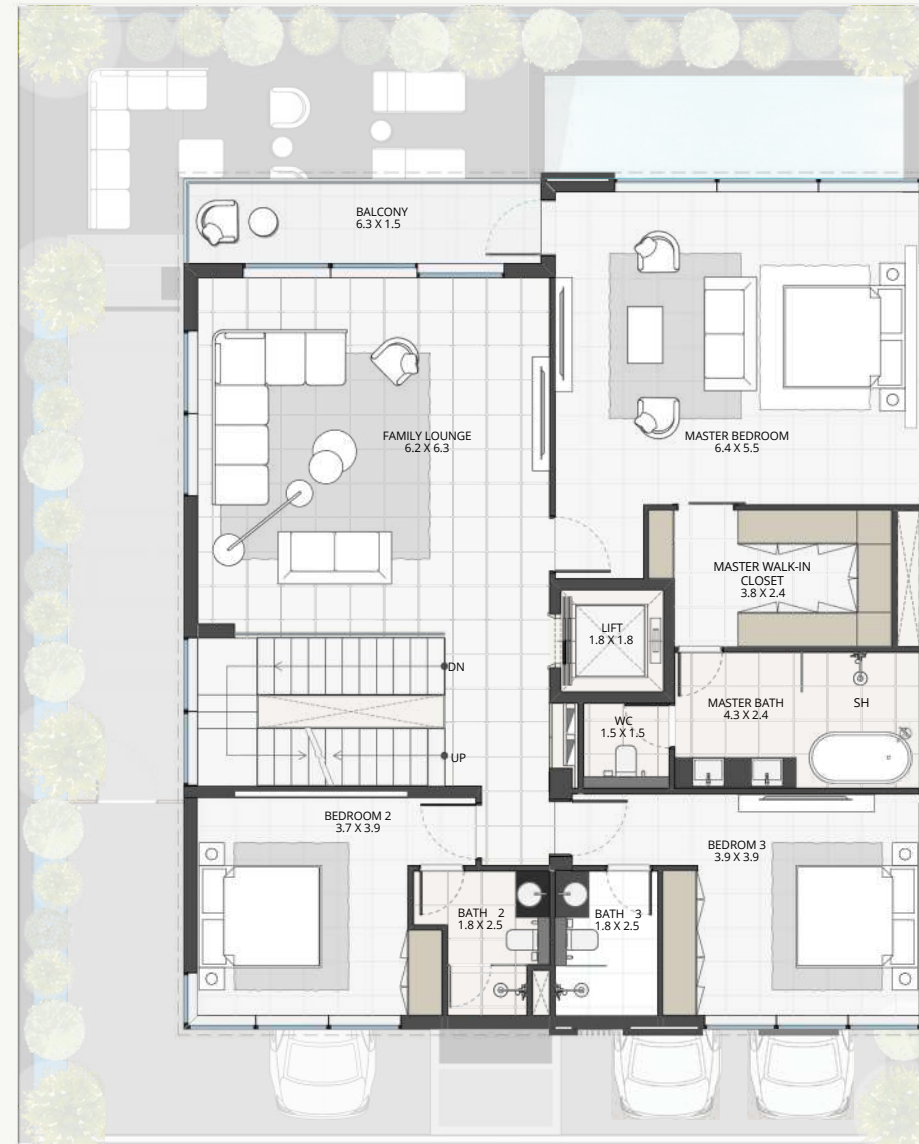 BALCONY
6.3 X 1.5
FAMILY LOUNGE
6.2 X 6.3
MASTER BEDROOM
6.4 X 5.5
MASTER WALK-IN
CLOSET
3.8 X 2.4
LIFT
1.8 X 1.8
DN
MASTER BATH
4.3 X 2.4
SH
WC
1.5 X 1.5
UP
BEDROOM 2
3.7 X 3.9
BEDROM 3
3.9 X 3.9
BATH 2
1.8 X 2.5
BATH 3
1.8 X 2.5